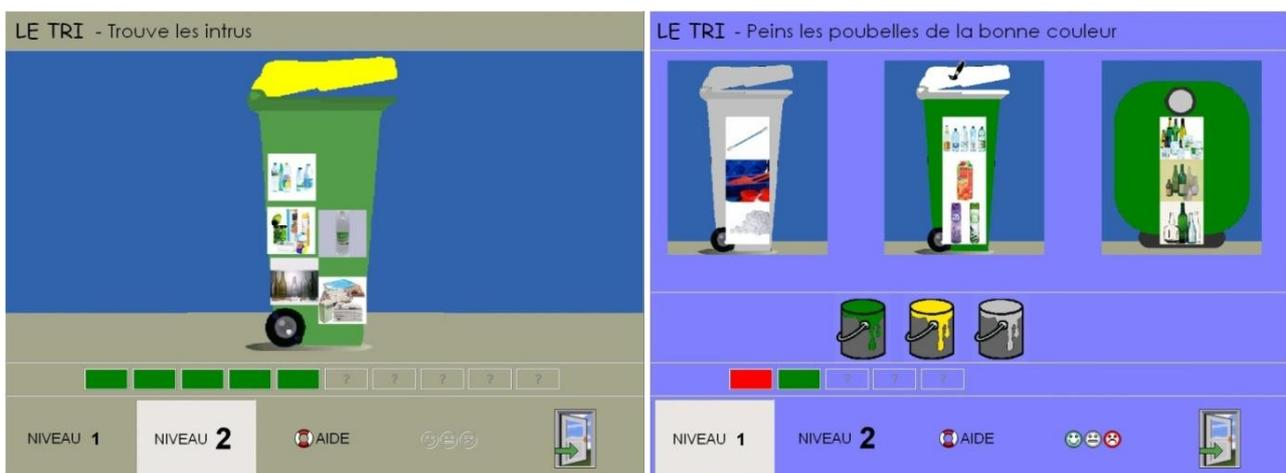 LE TRI - Trouve les intrus
? ? ? ? ?
NIVEAU 1
NIVEAU 2
AIDE
LE TRI - Peins les poubelles de la bonne couleur
? ? ?
NIVEAU 1
NIVEAU 2
AIDE